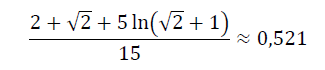 (2 + √2 + 5 ln(√2 + 1)) / 15 ≈ 0,521